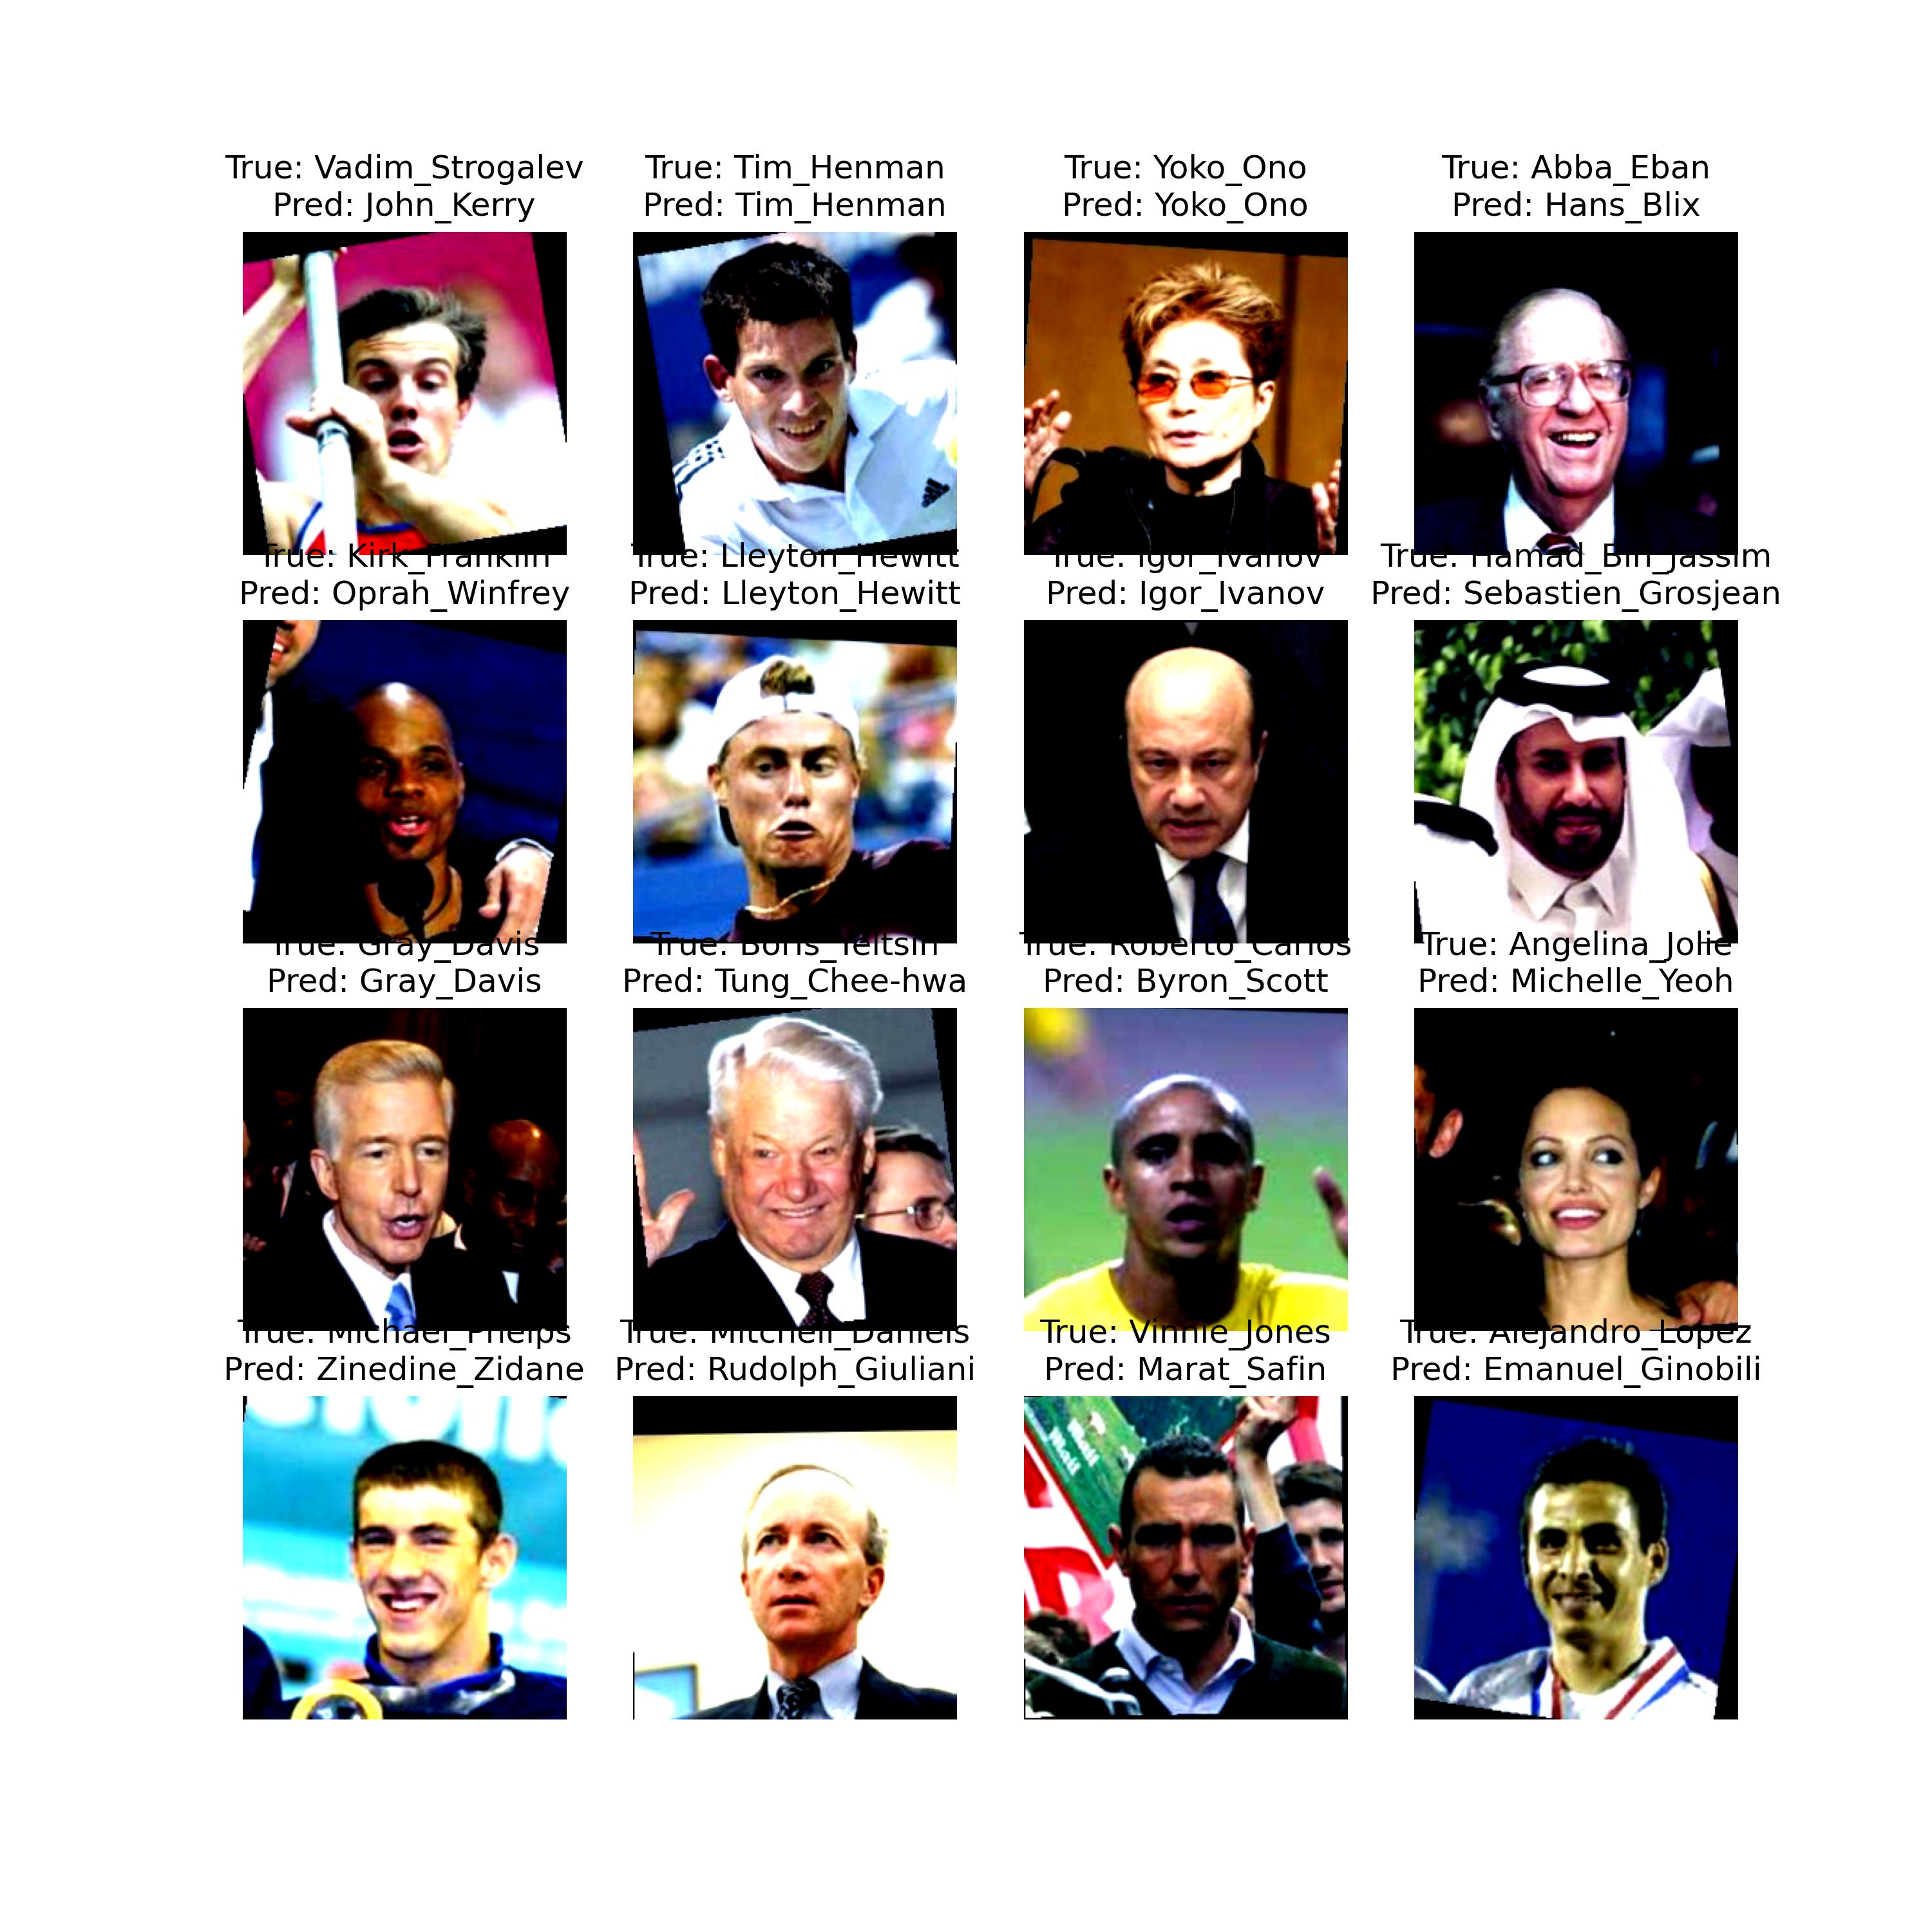 True: Vadim_Strogalev
Pred: John_Kerry
True: Tim_Henman
Pred: Tim_Henman
True: Yoko_Ono
Pred: Yoko_Ono
True: Abba_Eban
Pred: Hans_Blix
True: Kirk_Franklin
Pred: Oprah_Winfrey
True: Lleyton_Hewitt
Pred: Lleyton_Hewitt
True: Igor_Ivanov
Pred: Igor_Ivanov
True: Hamad_Bin_Jassim
Pred: Sebastien_Grosjean
True: Gray_Davis
Pred: Gray_Davis
True: Boris_Yeltsin
Pred: Tung_Chee-hwa
True: Roberto_Carlos
Pred: Byron_Scott
True: Angelina_Jolie
Pred: Michelle_Yeoh
True: Michael_Phelps
Pred: Zinedine_Zidane
True: Mitchell_Daniels
Pred: Rudolph_Giuliani
True: Vinnie_Jones
Pred: Marat_Safin
True: Alejandro_Lopez
Pred: Emanuel_Ginobili